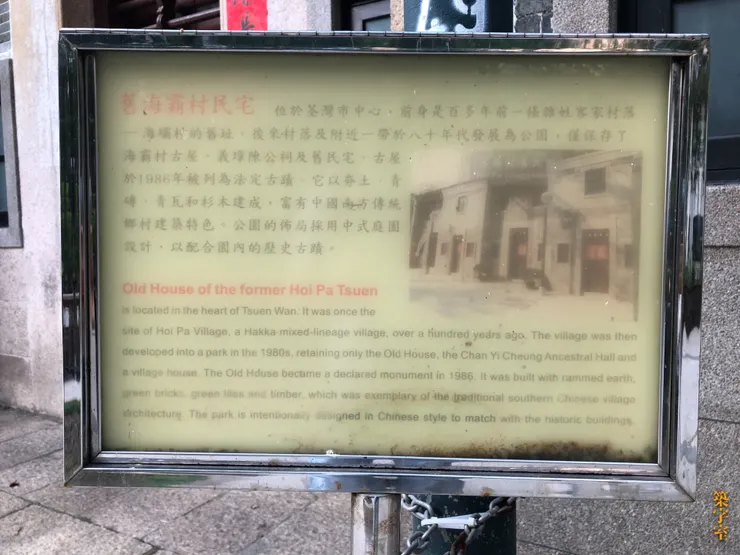 舊海霸村民宅 位於荃灣市中心，前身是百多年前一張雜姓客家村落
—海壩村的舊址。後來村落及附近一帶於八十年代發展為公園，僅保存了
海霸村古屋、義璋陳公祠及舊民宅。古屋
於1986年被列為法定古蹟。它以夯土、青
磚、青瓦和杉木建成，富有中國南方傳統
鄉村建築特色。公園的佈局採用中式庭園
設計，以配合園內的歷史古蹟。
Old House of the former Hoi Pa Tsuen
is located in the heart of Tsuen Wan. It was once the
site of Hoi Pa Village, a Hakka mixed-lineage village, over a hundred years ago. The village was then
developed into a park in the 1980s, retaining only the Old House, the Chan Yi Cheung Ancestral Hall and
a village house. The Old House became a declared monument in 1986. It was built with rammed earth,
green bricks, green tiles and timber, which was exemplary of the traditional southern Chinese village
architecture. The park is intentionally designed in Chinese style to match with the historic buildings.
築子室